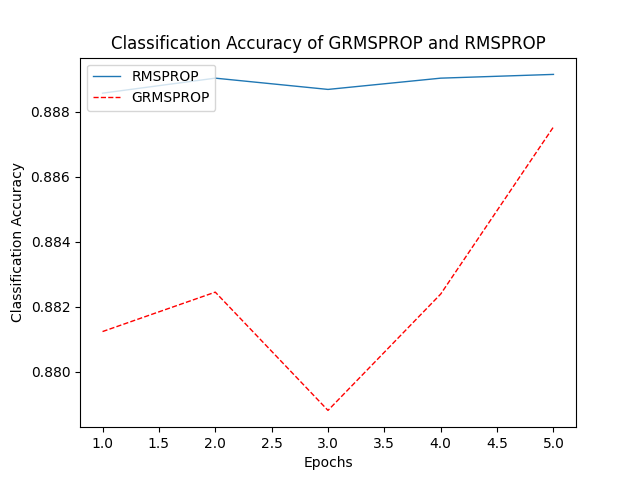 Classification Accuracy of GRMSPROP and RMSPROP
RMSPROP
GRMSPROP
Classification Accuracy
0.888
0.886
0.884
0.882
0.880
1.0 1.5 2.0 2.5 3.0 3.5 4.0 4.5 5.0
Epochs